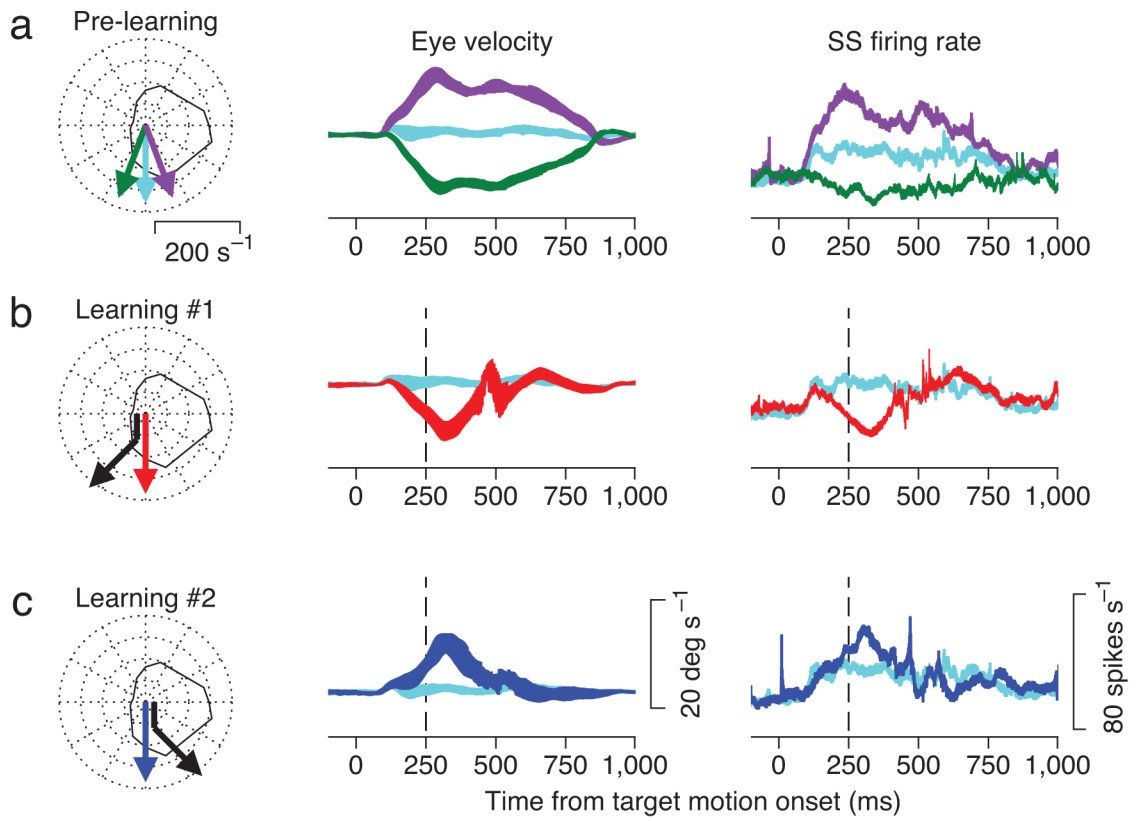 a
Pre-learning
Eye velocity
SS firing rate
200 s⁻¹
0 250 500 750 1,000
0 250 500 750 1,000
b
Learning #1
0 250 500 750 1,000
0 250 500 750 1,000
c
Learning #2
20 deg s⁻¹
80 spikes s⁻¹
0 250 500 750 1,000
0 250 500 750 1,000
Time from target motion onset (ms)